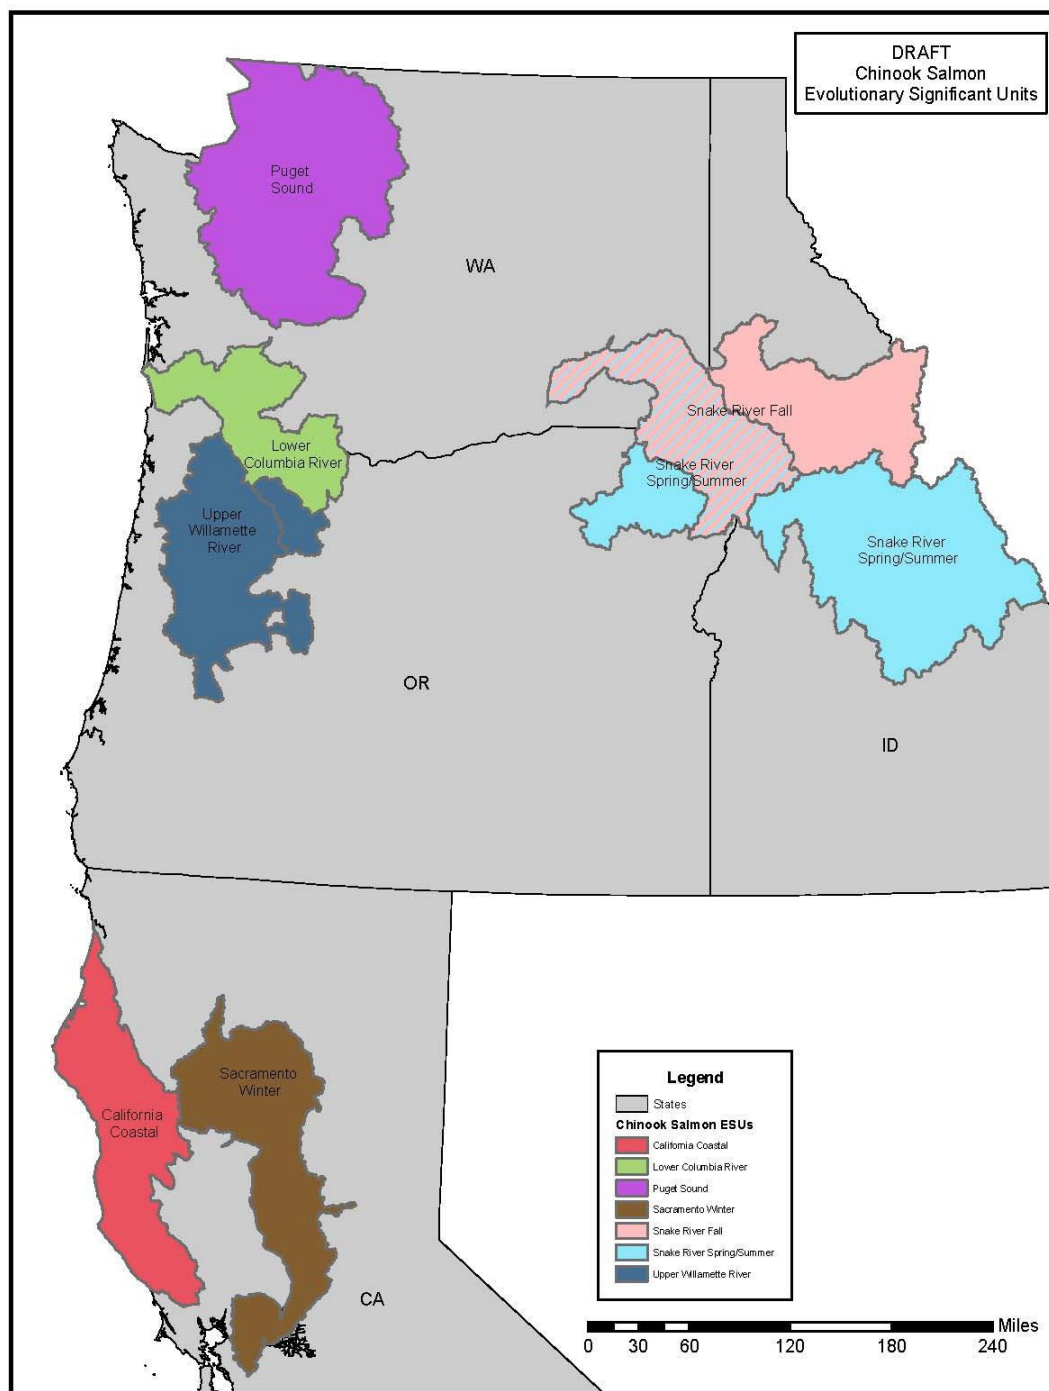 DRAFT
Chinook Salmon
Evolutionary Significant Units
Puget
Sound
WA
Snake River Fall
Lower
Columbia River
Snake River
Spring/Summer
Upper
Willamette
River
Snake River
Spring/Summer
OR
ID
Sacramento
Winter
California
Coastal
CA
Legend
States
Chinook Salmon ESUs
California Coastal
Lower Columbia River
Puget Sound
Sacramento Winter
Snake River Fall
Snake River Spring/Summer
Upper Willamette River
Miles
0 30 60 120 180 240